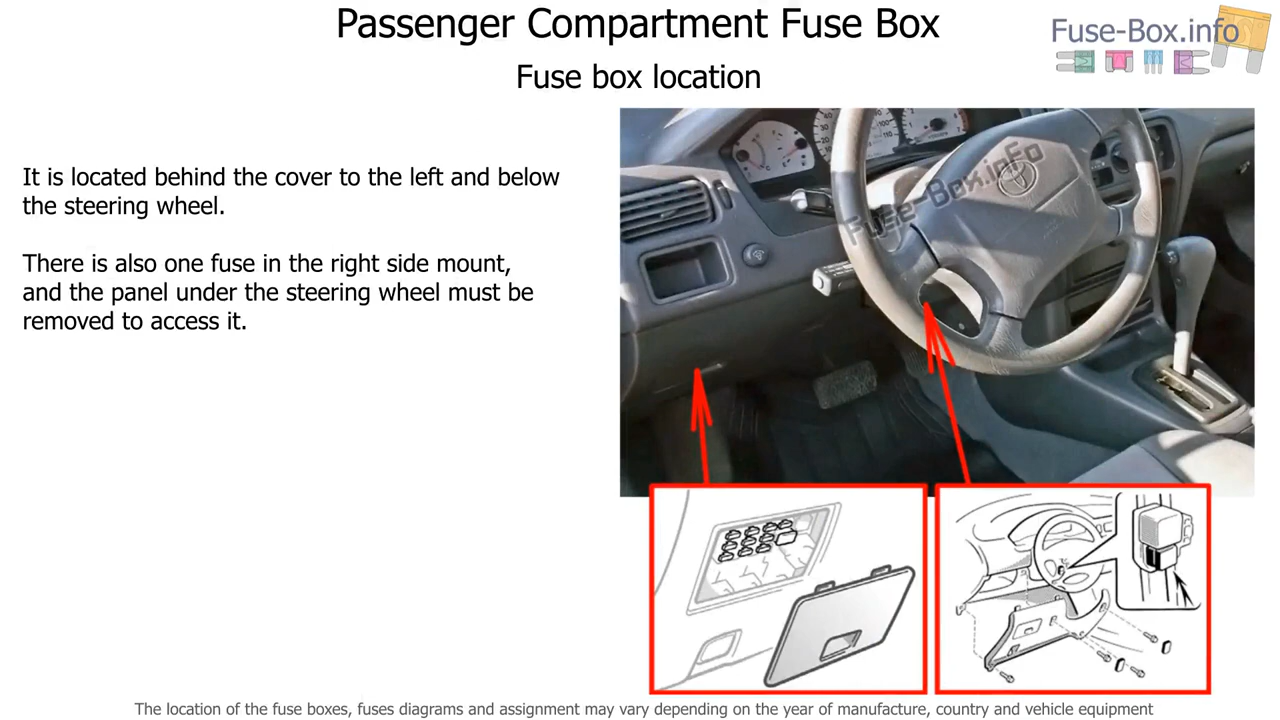 Passenger Compartment Fuse Box
Fuse-Box.info
Fuse box location
It is located behind the cover to the left and below
the steering wheel.
There is also one fuse in the right side mount,
and the panel under the steering wheel must be
removed to access it.
Fuse-Box.info
The location of the fuse boxes, fuses diagrams and assignment may vary depending on the year of manufacture, country and vehicle equipment